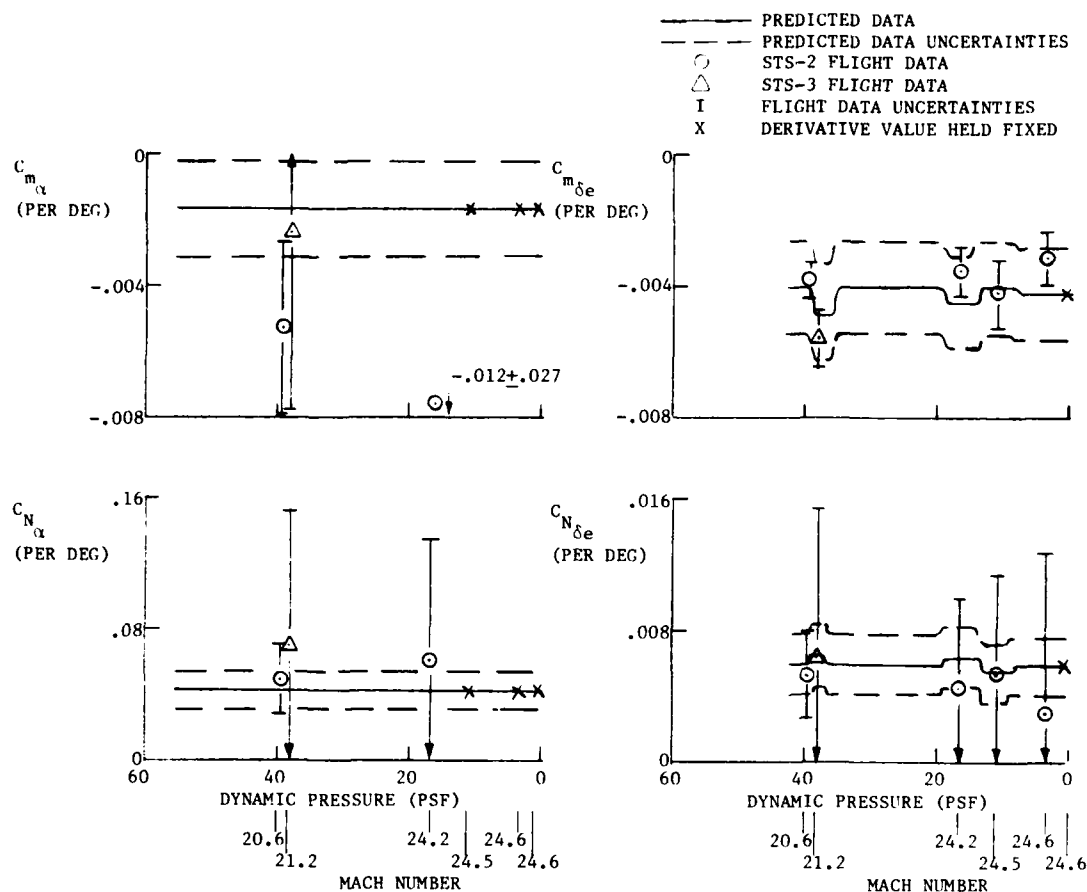 PREDICTED DATA
PREDICTED DATA UNCERTAINTIES
STS-2 FLIGHT DATA
STS-3 FLIGHT DATA
I FLIGHT DATA UNCERTAINTIES
X DERIVATIVE VALUE HELD FIXED
C m α
(PER DEG)
0
-.004
-.008
-.012±.027
C m δe
(PER DEG)
0
-.004
-.008
C N α
(PER DEG)
.16
.08
0
60 40 20 0
DYNAMIC PRESSURE (PSF)
20.6 24.2 24.6
21.2 24.5 24.6
MACH NUMBER
C N δe
(PER DEG)
.016
.008
0
60 40 20 0
DYNAMIC PRESSURE (PSF)
20.6 24.2 24.6
21.2 24.5 24.6
MACH NUMBER